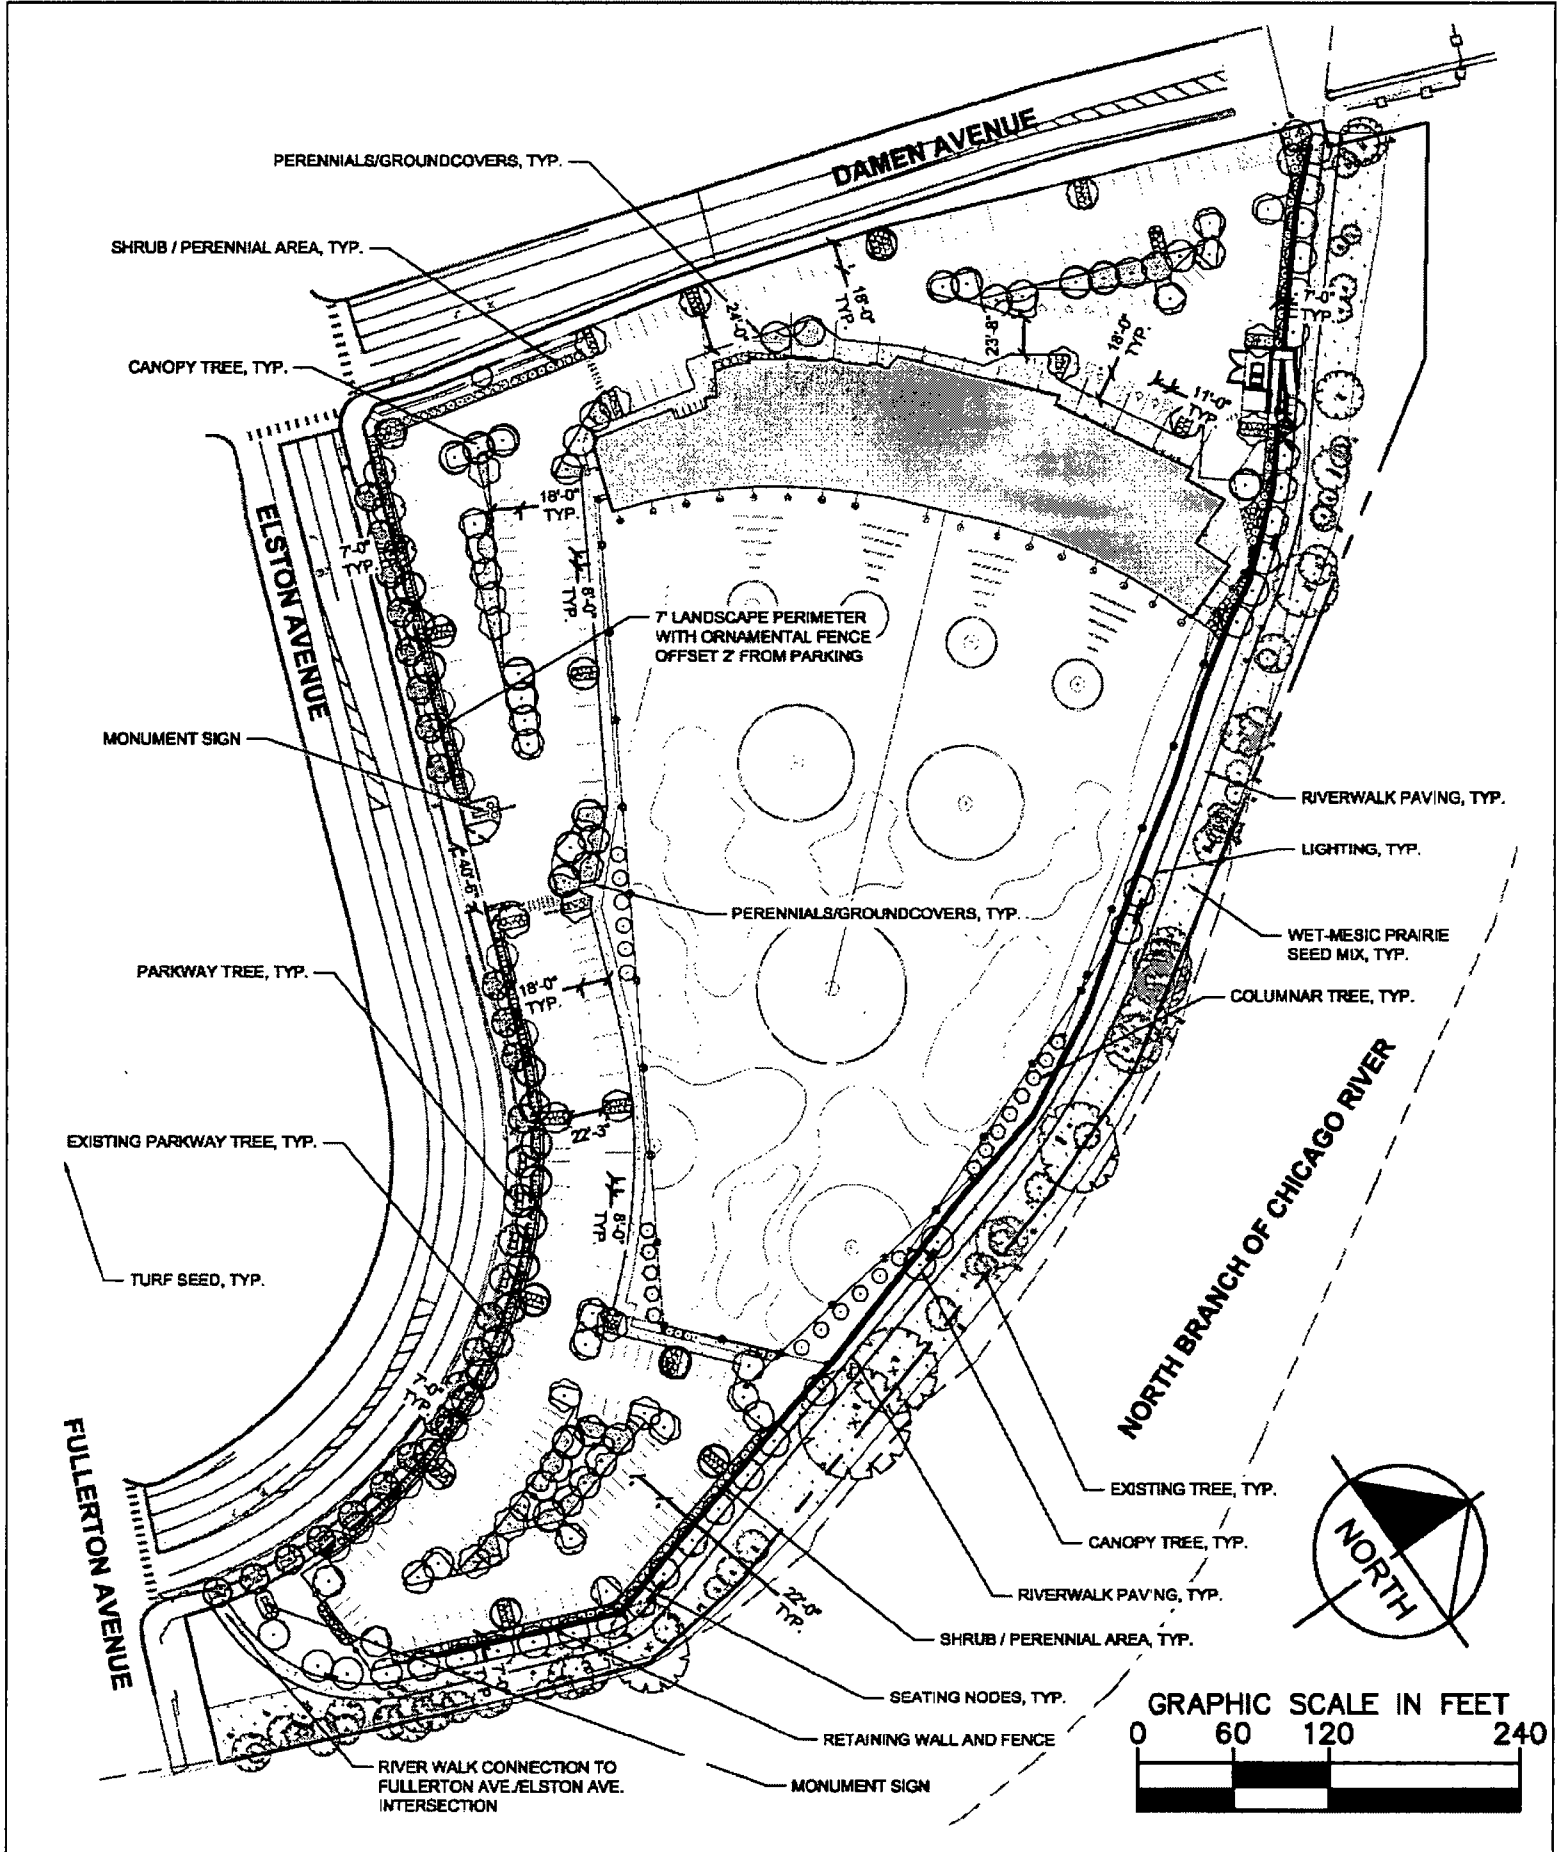 DAMEN AVENUE
PERENNIALS/GROUNDCOVERS, TYP.
SHRUB / PERENNIAL AREA, TYP.
24'-0"
18'-0"
TYP.
23'-8"
18'-0"
TYP.
7'-0"
TYP.
CANOPY TREE, TYP.
11'-0"
TYP.
ELSTON AVENUE
18'-0"
TYP.
7'-0"
TYP.
8'-0"
TYP.
7' LANDSCAPE PERIMETER
WITH ORNAMENTAL FENCE
OFFSET 2' FROM PARKING
MONUMENT SIGN
RIVERWALK PAVING, TYP.
LIGHTING, TYP.
40'-6"
PERENNIALS/GROUNDCOVERS, TYP.
WET-MESIC PRAIRIE
SEED MIX, TYP.
PARKWAY TREE, TYP.
18'-0"
TYP.
COLUMNAR TREE, TYP.
22'-3"
EXISTING PARKWAY TREE, TYP.
8'-0"
TYP.
NORTH BRANCH OF CHICAGO RIVER
TURF SEED, TYP.
7'-0"
TYP.
FULLERTON AVENUE
EXISTING TREE, TYP.
CANOPY TREE, TYP.
NORTH
22'-0"
TYP.
RIVERWALK PAV'NG, TYP.
SHRUB / PERENNIAL AREA, TYP.
SEATING NODES, TYP.
GRAPHIC SCALE IN FEET
0 60 120 240
RETAINING WALL AND FENCE
RIVER WALK CONNECTION TO
FULLERTON AVE./ELSTON AVE.
INTERSECTION
MONUMENT SIGN